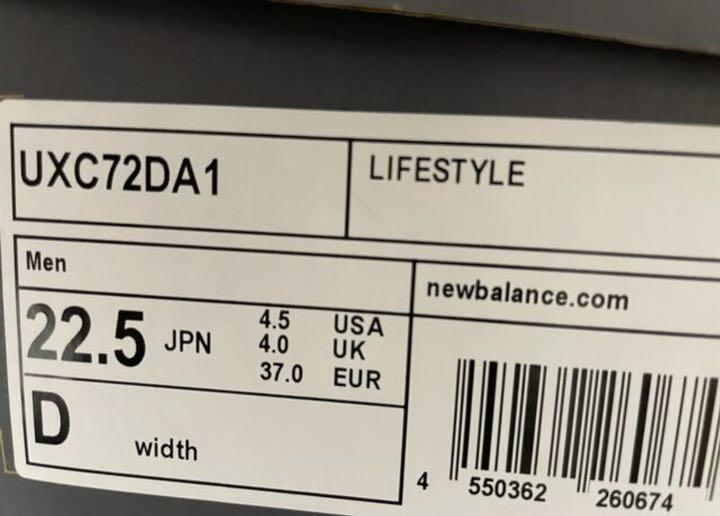 UXC72DA1
LIFESTYLE
Men
newbalance.com
22.5 JPN
4.5 USA
4.0 UK
37.0 EUR
D width
4 550362 260674